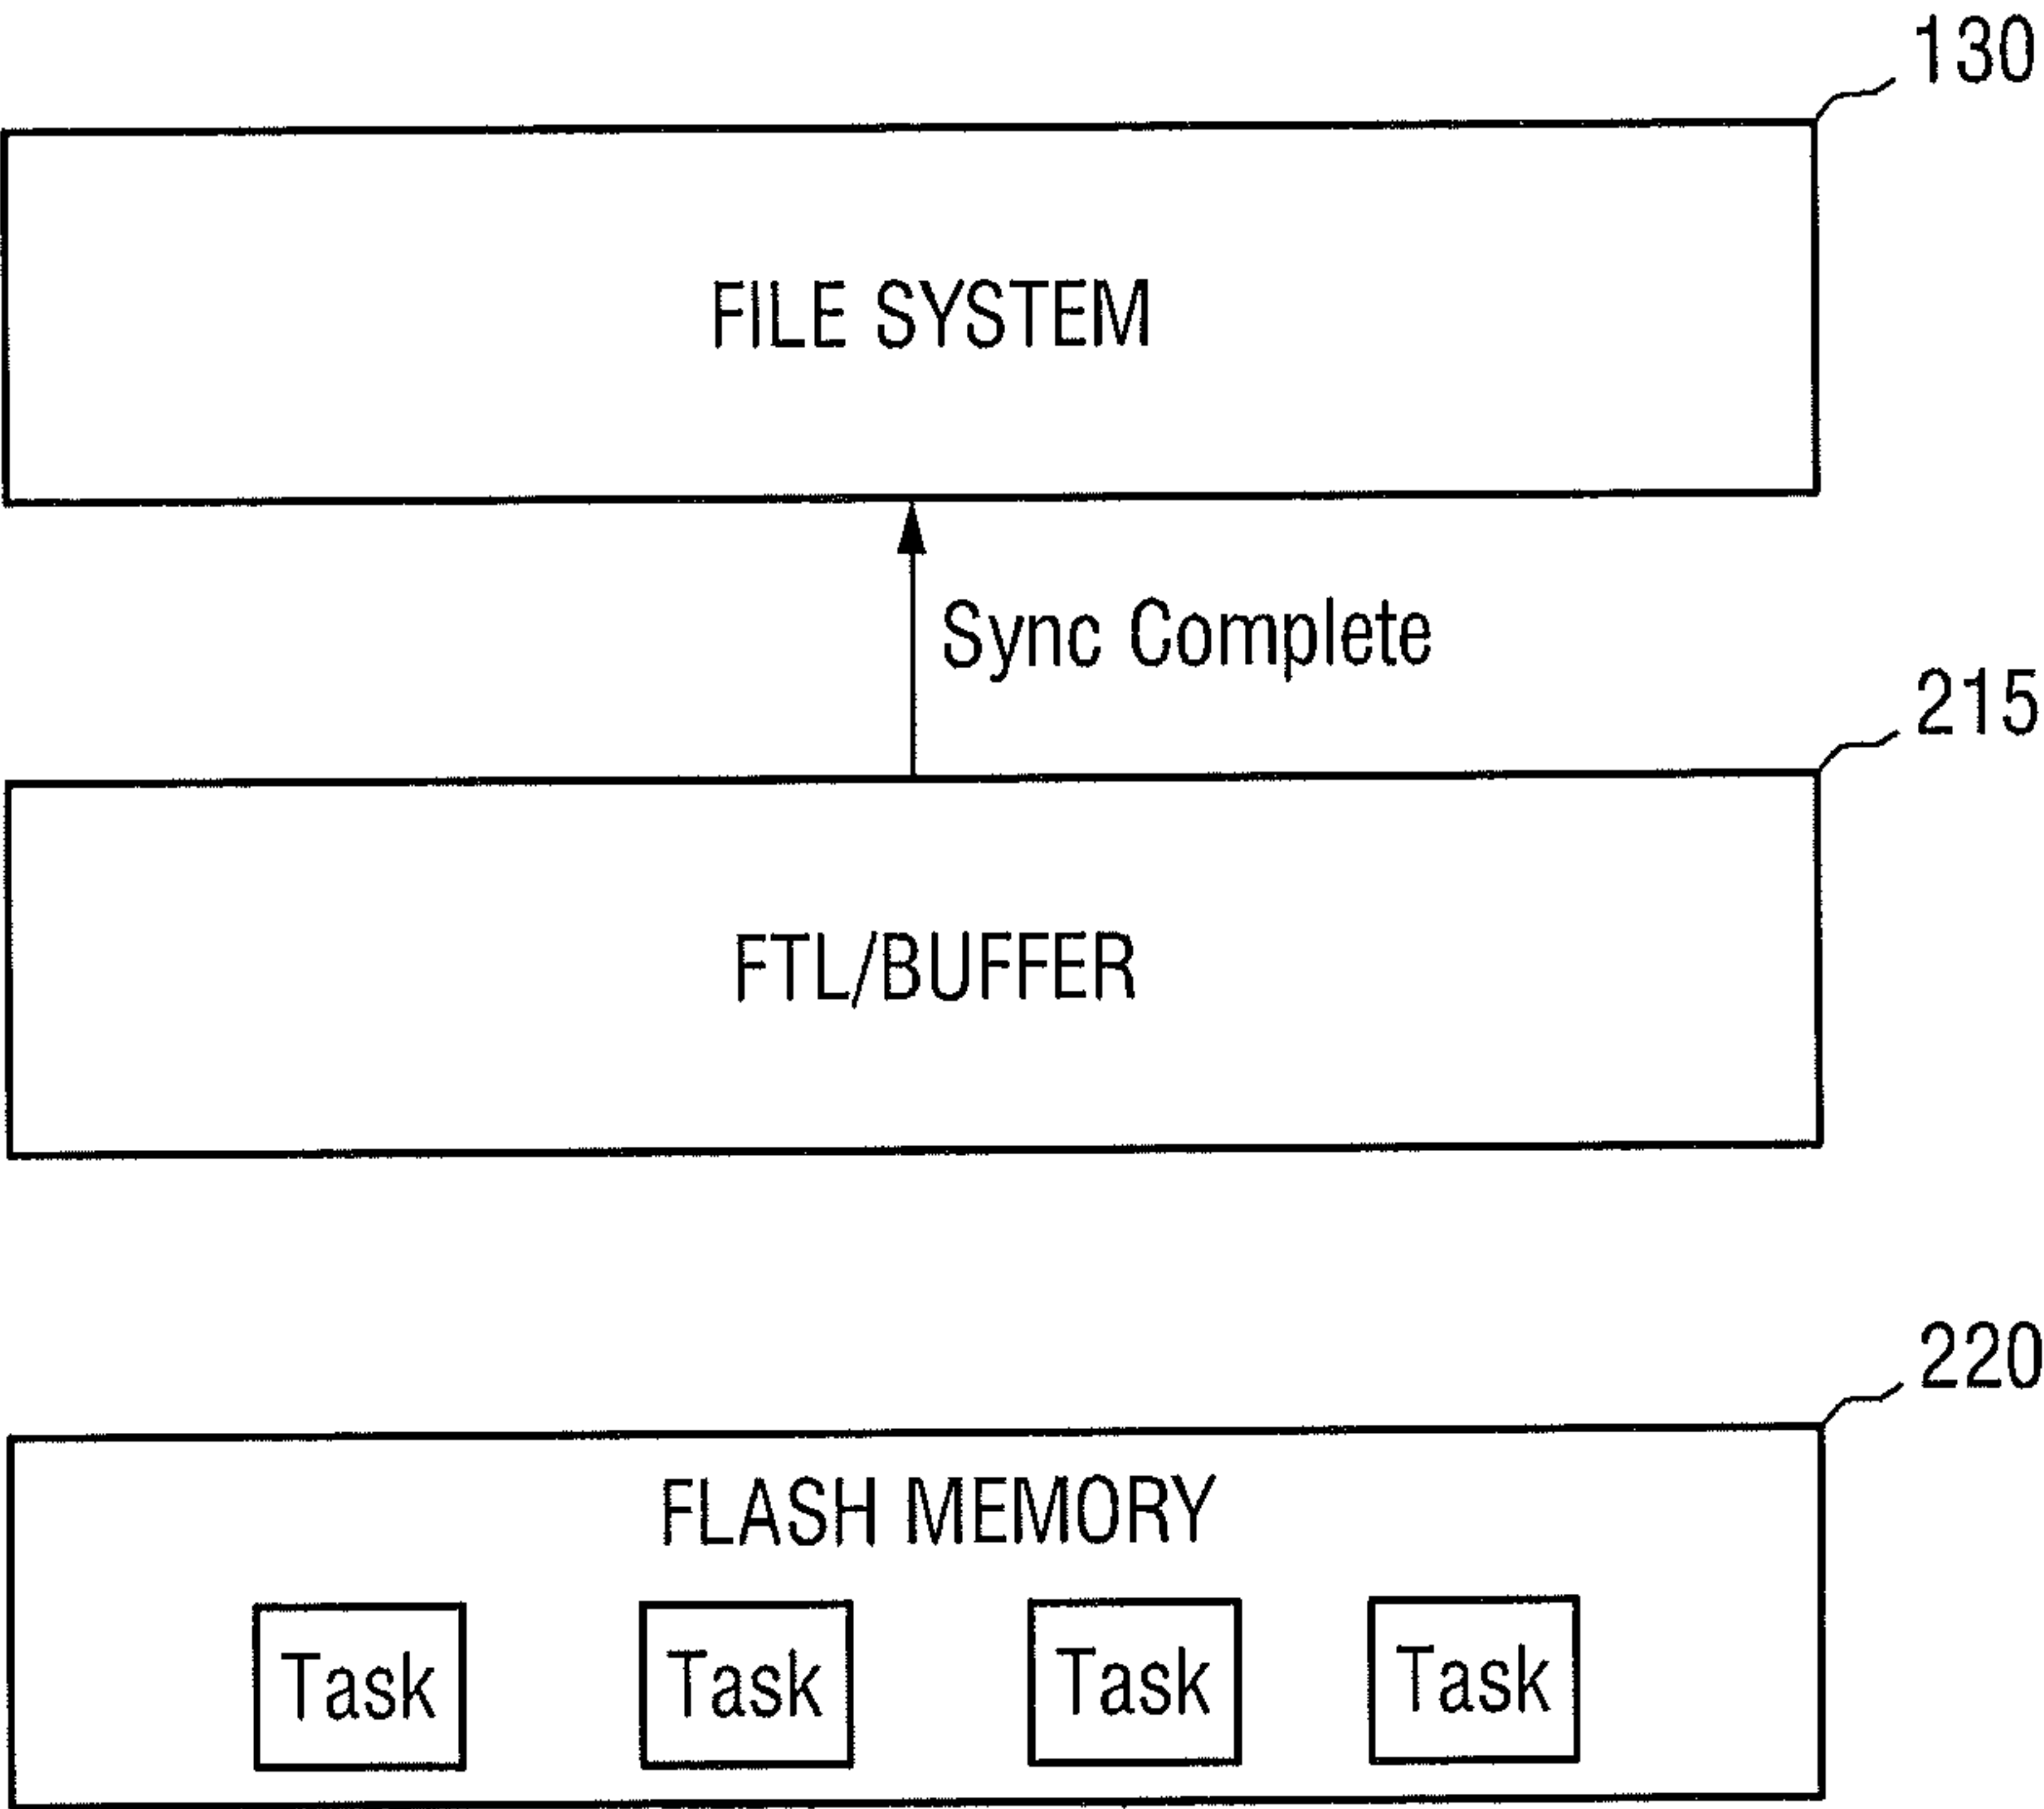 130
FILE SYSTEM
Sync Complete
215
FTL/BUFFER
220
FLASH MEMORY
Task Task Task Task